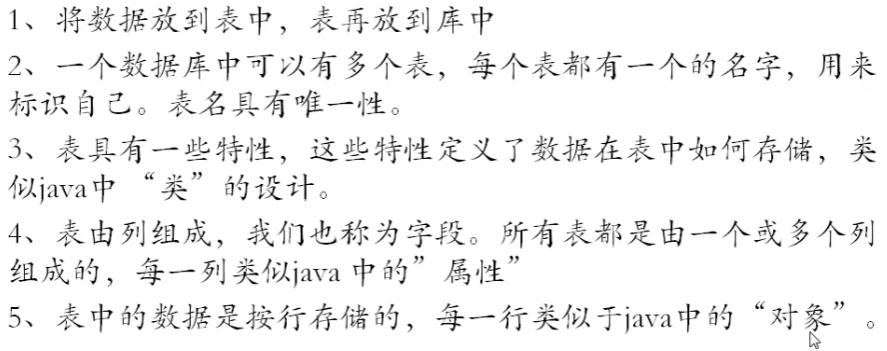 1、将数据放到表中，表再放到库中
2、一个数据库中可以有多个表，每个表都有一个的名字，用来
标识自己。表名具有唯一性。
3、表具有一些特性，这些特性定义了数据在表中如何存储，类
似java中 “类”的设计。
4、表由列组成，我们也称为字段。所有表都是由一个或多个列
组成的，每一列类似java 中的”属性”
5、表中的数据是按行存储的，每一行类似于java中的“对象”。